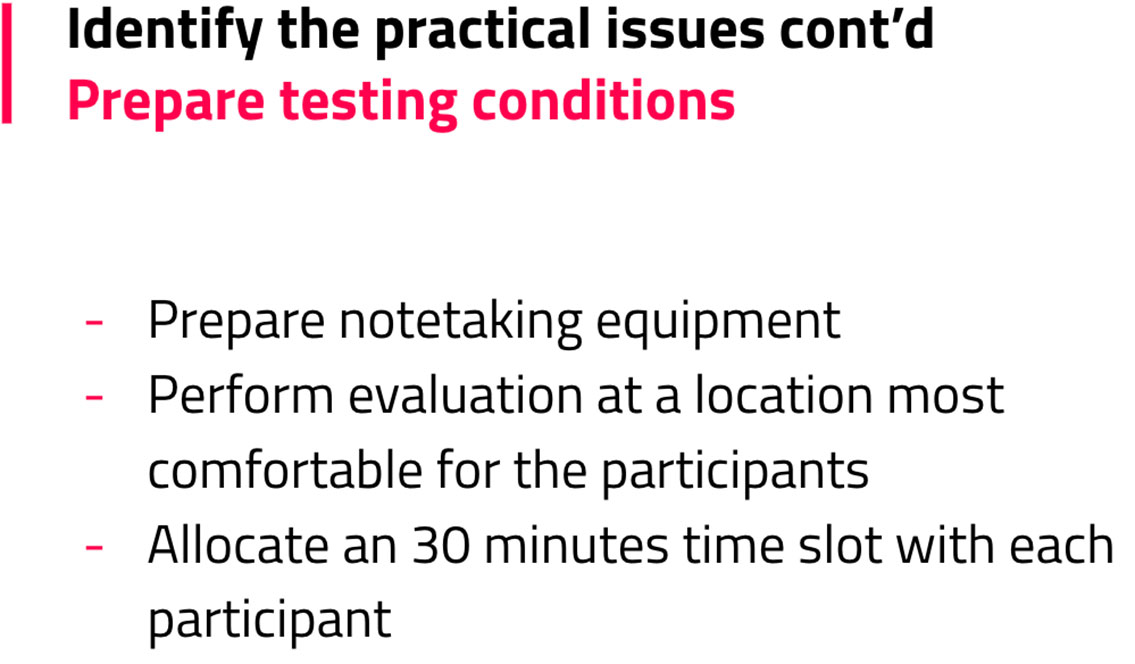 Identify the practical issues cont’d
Prepare testing conditions
- Prepare notetaking equipment
- Perform evaluation at a location most
comfortable for the participants
- Allocate an 30 minutes time slot with each
participant